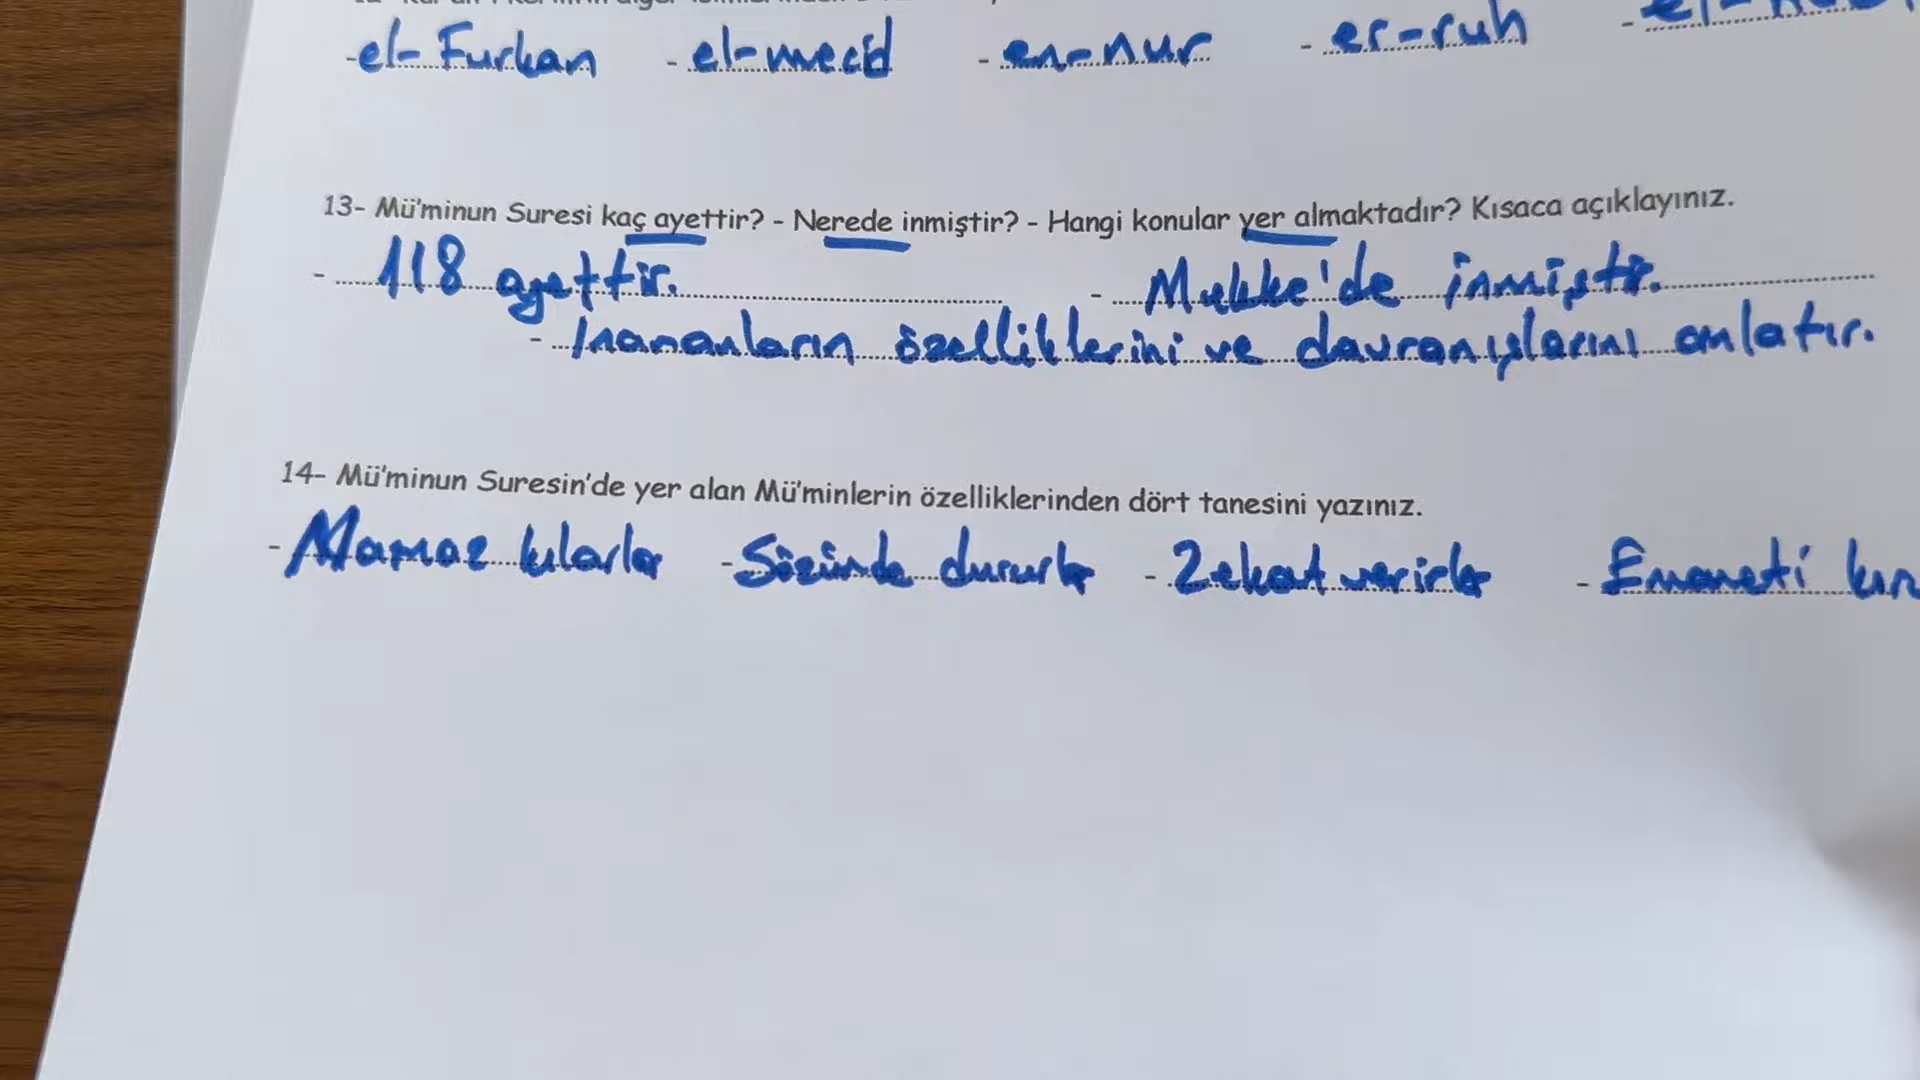 -el-Furkan - el-mecid - en-nur - er-ruh -
13- Mü'minun Suresi kaç ayettir? - Nerede inmiştir? - Hangi konular yer almaktadır? Kısaca açıklayınız.
- 118 ayettir. - Mekke'de inmiştir.
- İnananların özelliklerini ve davranışlarını anlatır.
14- Mü'minun Suresin'de yer alan Mü'minlerin özelliklerinden dört tanesini yazınız.
- Namaz kılarlar - Sözünde dururlar - Zekat verirler - Emaneti